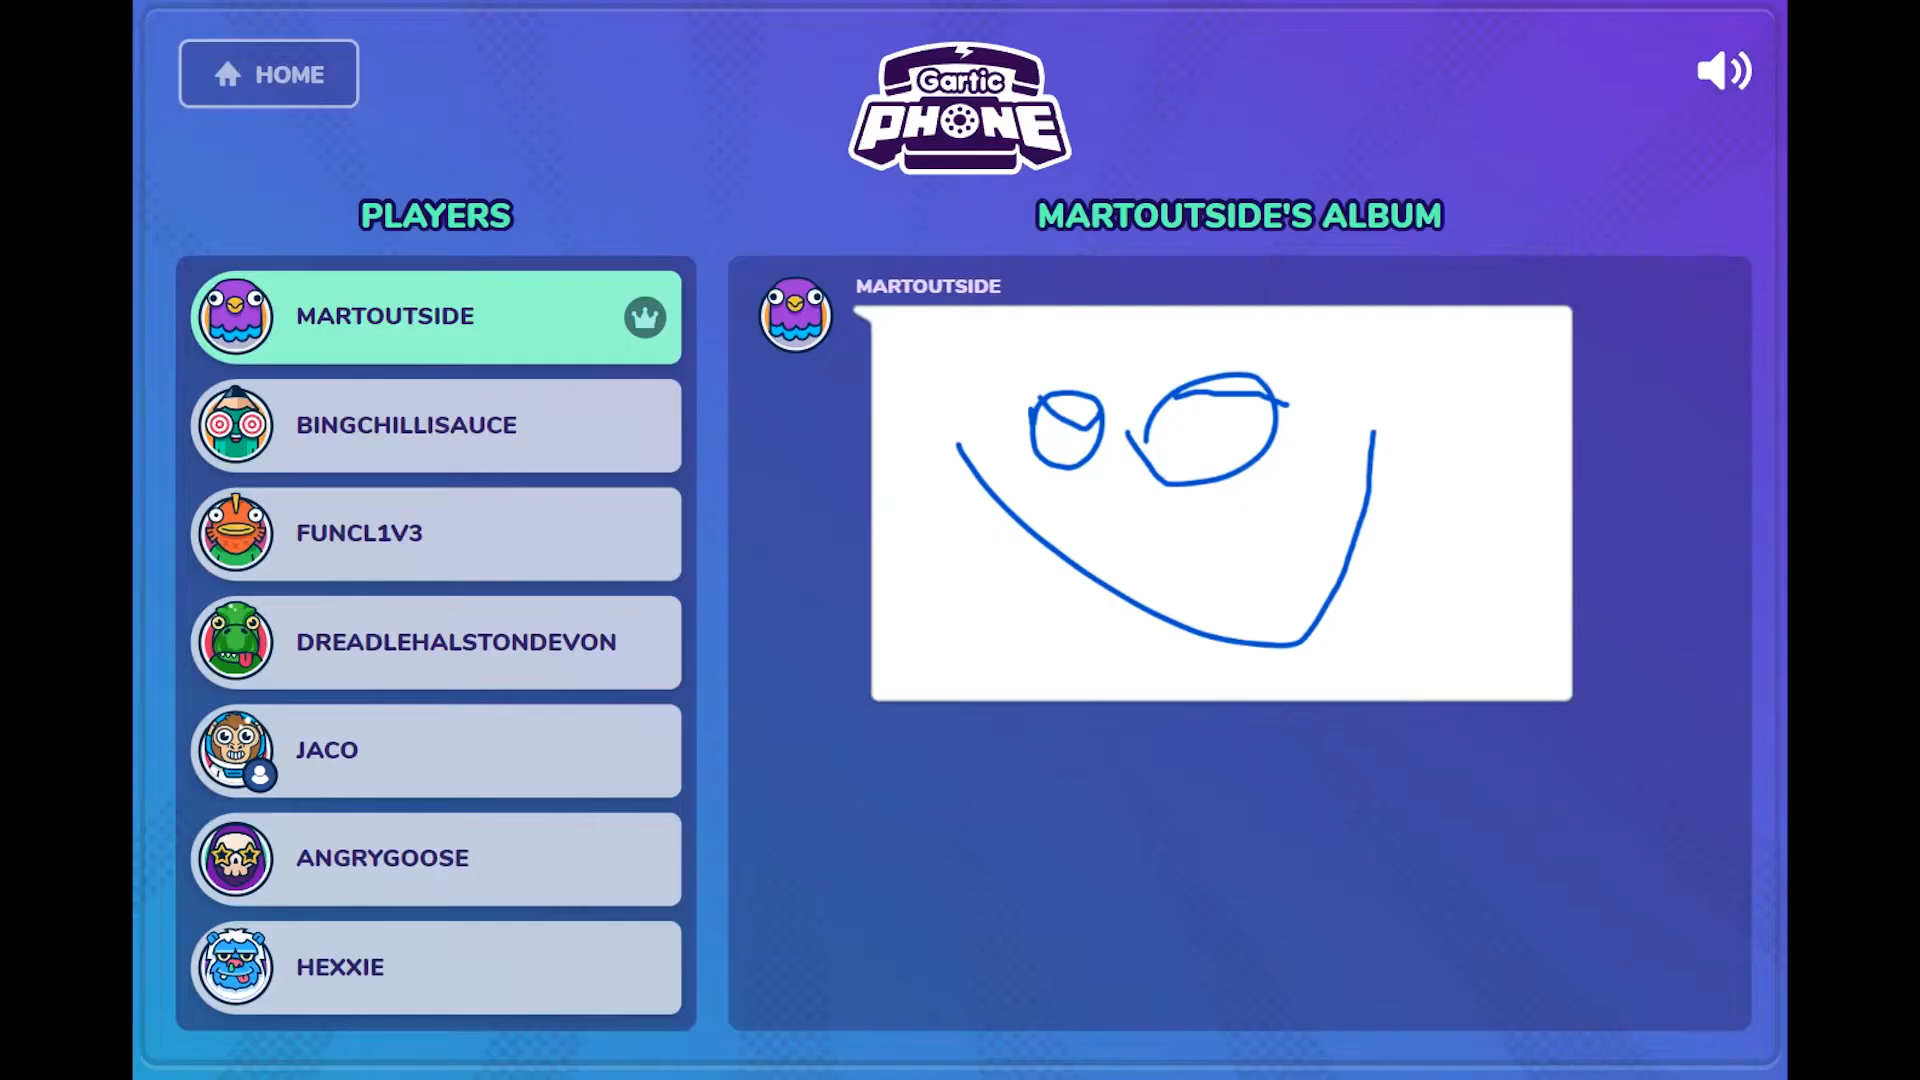 HOME
Gartic
PHONE
PLAYERS
MARTOUTSIDE'S ALBUM
MARTOUTSIDE
BINGCHILLISAUCE
FUNCL1V3
DREADLEHALSTONDEVON
JACO
ANGRYGOOSE
HEXXIE
MARTOUTSIDE